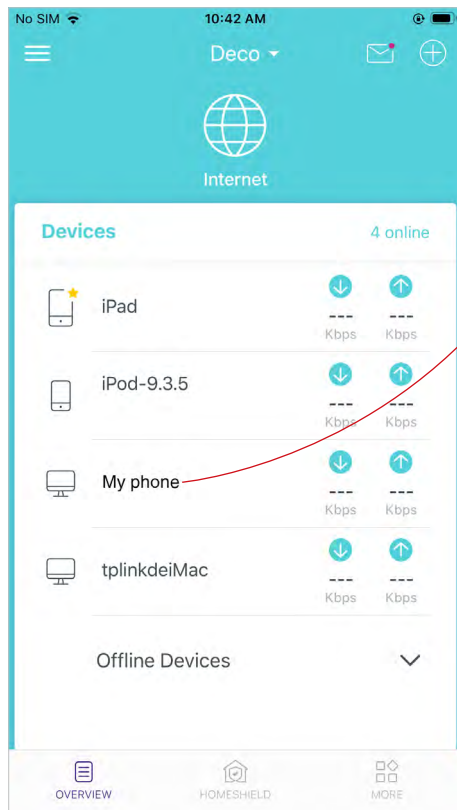 No SIM 10:42 AM
Deco
Internet
Devices 4 online
iPad
--- ---
Kbps Kbps
iPod-9.3.5
--- ---
Kbps Kbps
My phone
--- ---
Kbps Kbps
tplinkdeiMac
--- ---
Kbps Kbps
Offline Devices
OVERVIEW HOMESHIELD MORE